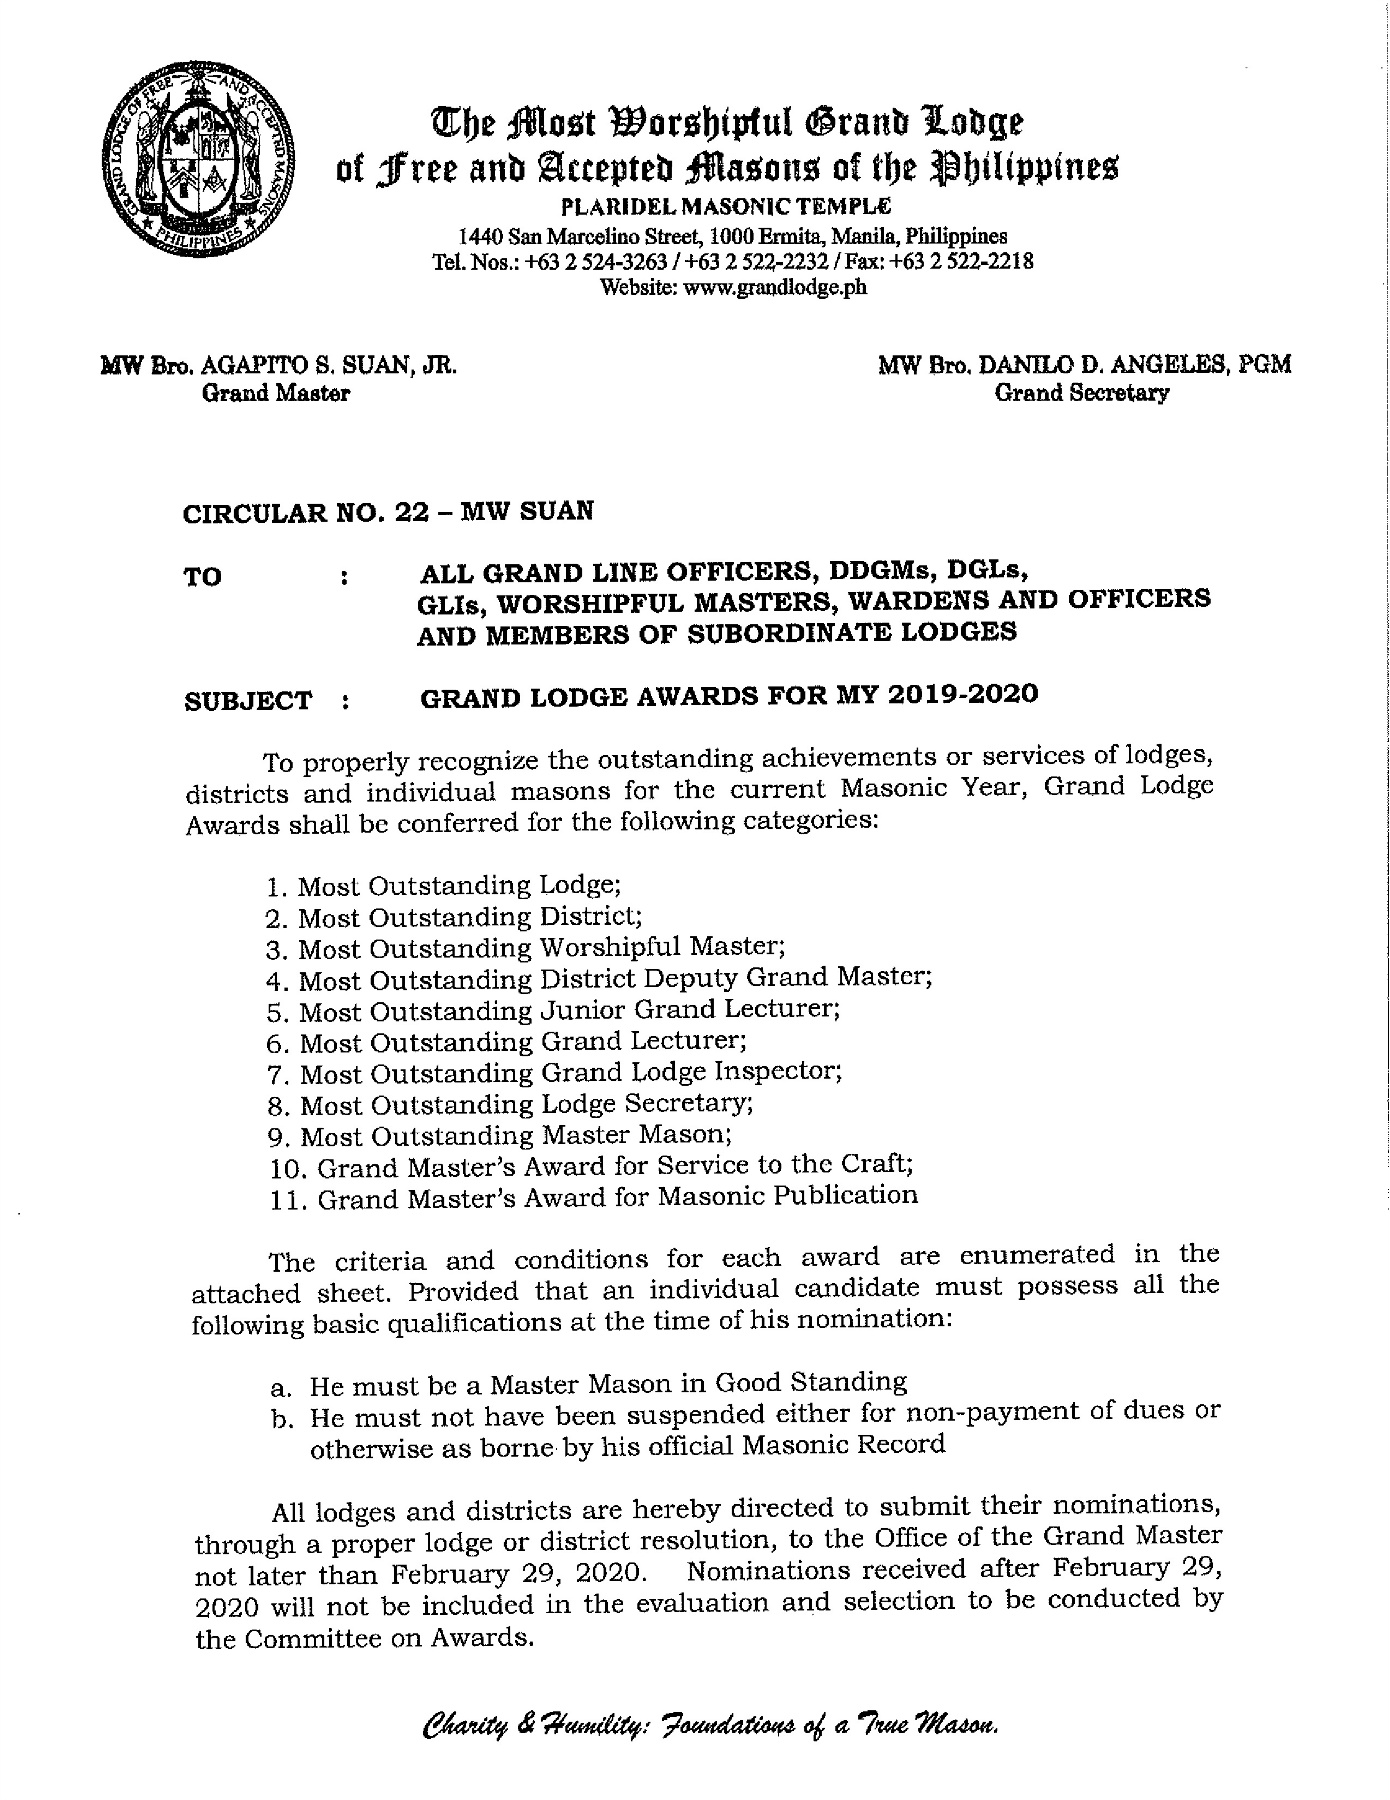 GRAND LODGE OF FREE AND ACCEPTED MASONS
PHILIPPINES
The Most Worshipful Grand Lodge
of Free and Accepted Masons of the Philippines
PLARIDEL MASONIC TEMPLE
1440 San Marcelino Street, 1000 Ermita, Manila, Philippines
Tel. Nos.: +63 2 524-3263 / +63 2 522-2232 / Fax: +63 2 522-2218
Website: www.grandlodge.ph
MW Bro. AGAPITO S. SUAN, JR.
Grand Master
MW Bro. DANILO D. ANGELES, PGM
Grand Secretary
CIRCULAR NO. 22 – MW SUAN
TO : ALL GRAND LINE OFFICERS, DDGMs, DGLs,
GLIs, WORSHIPFUL MASTERS, WARDENS AND OFFICERS
AND MEMBERS OF SUBORDINATE LODGES
SUBJECT : GRAND LODGE AWARDS FOR MY 2019-2020
To properly recognize the outstanding achievements or services of lodges,
districts and individual masons for the current Masonic Year, Grand Lodge
Awards shall be conferred for the following categories:
1. Most Outstanding Lodge;
2. Most Outstanding District;
3. Most Outstanding Worshipful Master;
4. Most Outstanding District Deputy Grand Master;
5. Most Outstanding Junior Grand Lecturer;
6. Most Outstanding Grand Lecturer;
7. Most Outstanding Grand Lodge Inspector;
8. Most Outstanding Lodge Secretary;
9. Most Outstanding Master Mason;
10. Grand Master's Award for Service to the Craft;
11. Grand Master's Award for Masonic Publication
The criteria and conditions for each award are enumerated in the
attached sheet. Provided that an individual candidate must possess all the
following basic qualifications at the time of his nomination:
a. He must be a Master Mason in Good Standing
b. He must not have been suspended either for non-payment of dues or
otherwise as borne by his official Masonic Record
All lodges and districts are hereby directed to submit their nominations,
through a proper lodge or district resolution, to the Office of the Grand Master
not later than February 29, 2020. Nominations received after February 29,
2020 will not be included in the evaluation and selection to be conducted by
the Committee on Awards.
Charity & Humility: Foundations of a True Mason.